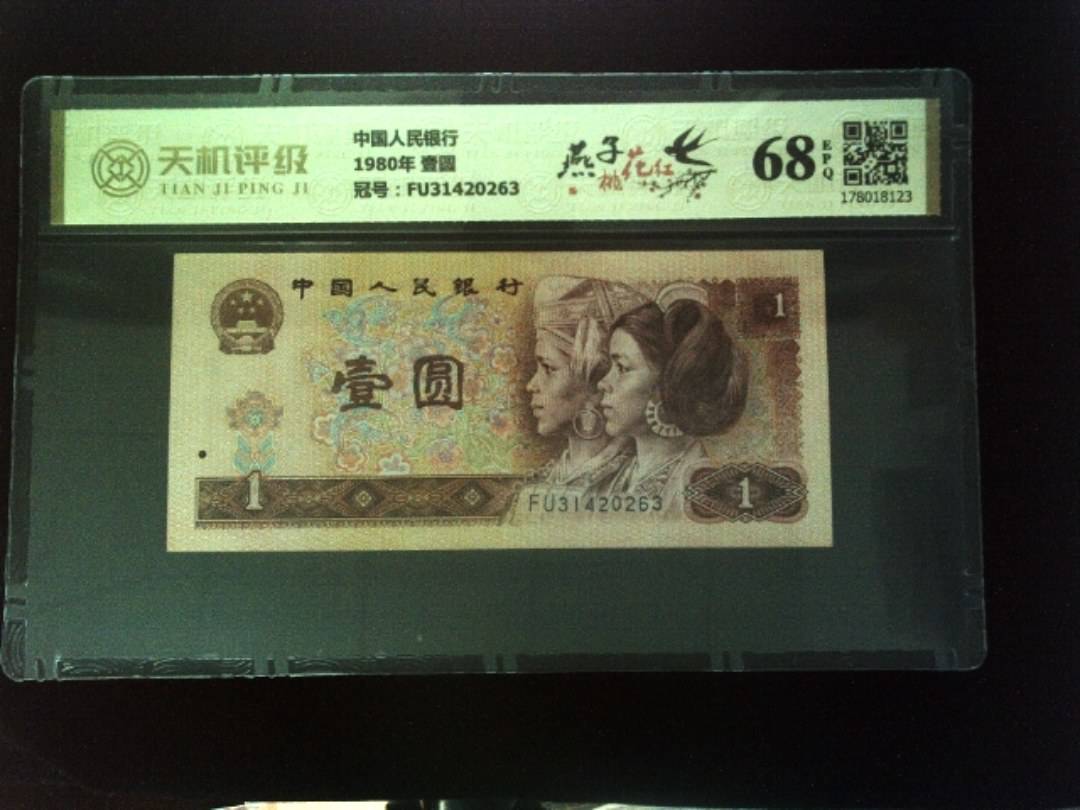 天机评级
TIAN JI PING JI
中国人民银行
1980年 壹圆
冠号：FU31420263
燕子
桃花红
68
EPQ
178018123
中国人民银行
1
壹圆
1
FU31420263
1